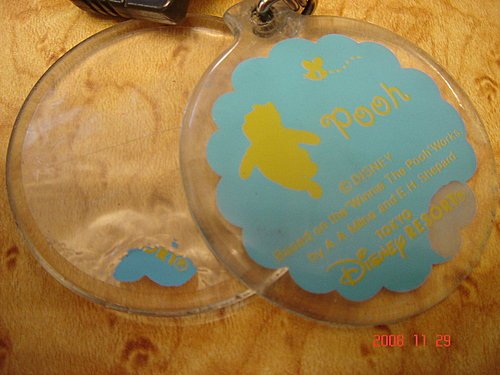 Pooh
©DISNEY
Based on the "Winnie The Pooh" Works
by A. A. Milne and E. H. Shepard.
TOKYO
Disney RESORT
2008 11 29